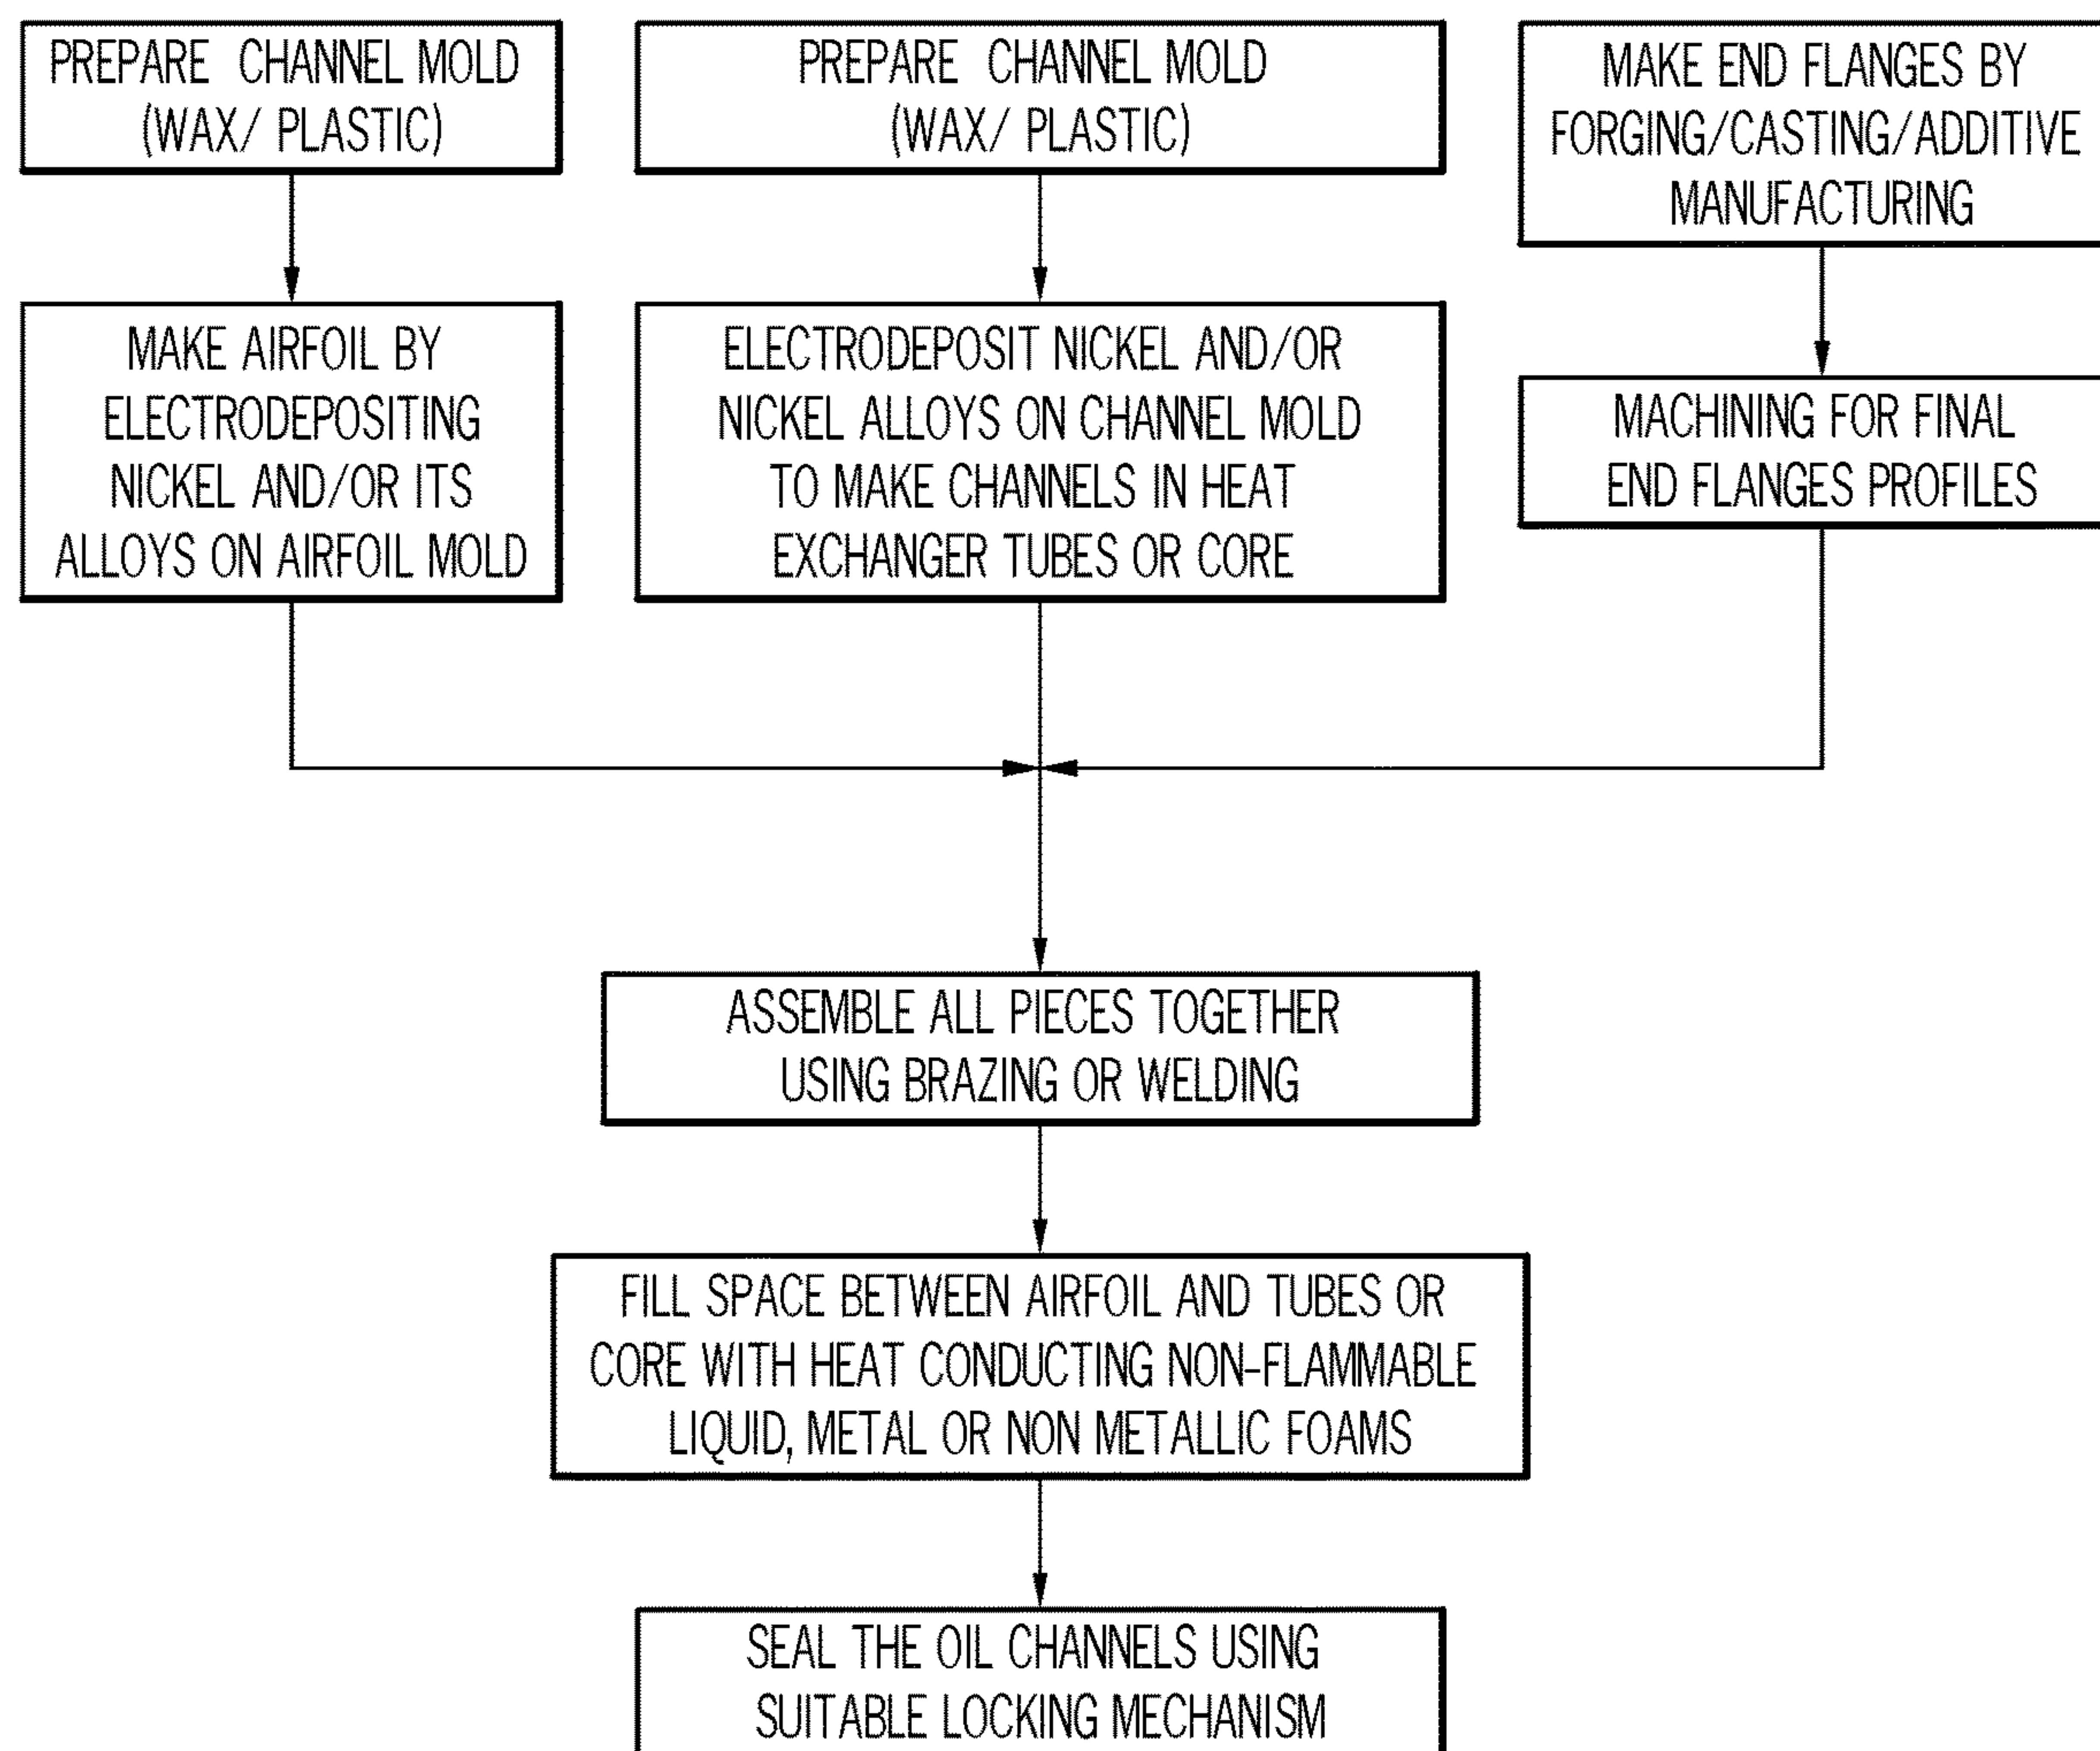 PREPARE CHANNEL MOLD
(WAX/ PLASTIC)
PREPARE CHANNEL MOLD
(WAX/ PLASTIC)
MAKE END FLANGES BY
FORGING/CASTING/ADDITIVE
MANUFACTURING
MAKE AIRFOIL BY
ELECTRODEPOSITING
NICKEL AND/OR ITS
ALLOYS ON AIRFOIL MOLD
ELECTRODEPOSIT NICKEL AND/OR
NICKEL ALLOYS ON CHANNEL MOLD
TO MAKE CHANNELS IN HEAT
EXCHANGER TUBES OR CORE
MACHINING FOR FINAL
END FLANGES PROFILES
ASSEMBLE ALL PIECES TOGETHER
USING BRAZING OR WELDING
FILL SPACE BETWEEN AIRFOIL AND TUBES OR
CORE WITH HEAT CONDUCTING NON-FLAMMABLE
LIQUID, METAL OR NON METALLIC FOAMS
SEAL THE OIL CHANNELS USING
SUITABLE LOCKING MECHANISM